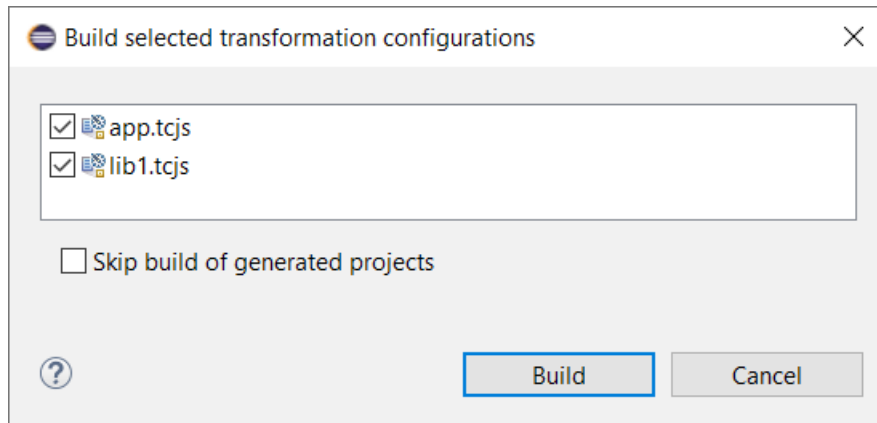 Build selected transformation configurations
app.tcjs
lib1.tcjs
Skip build of generated projects
?
Build Cancel